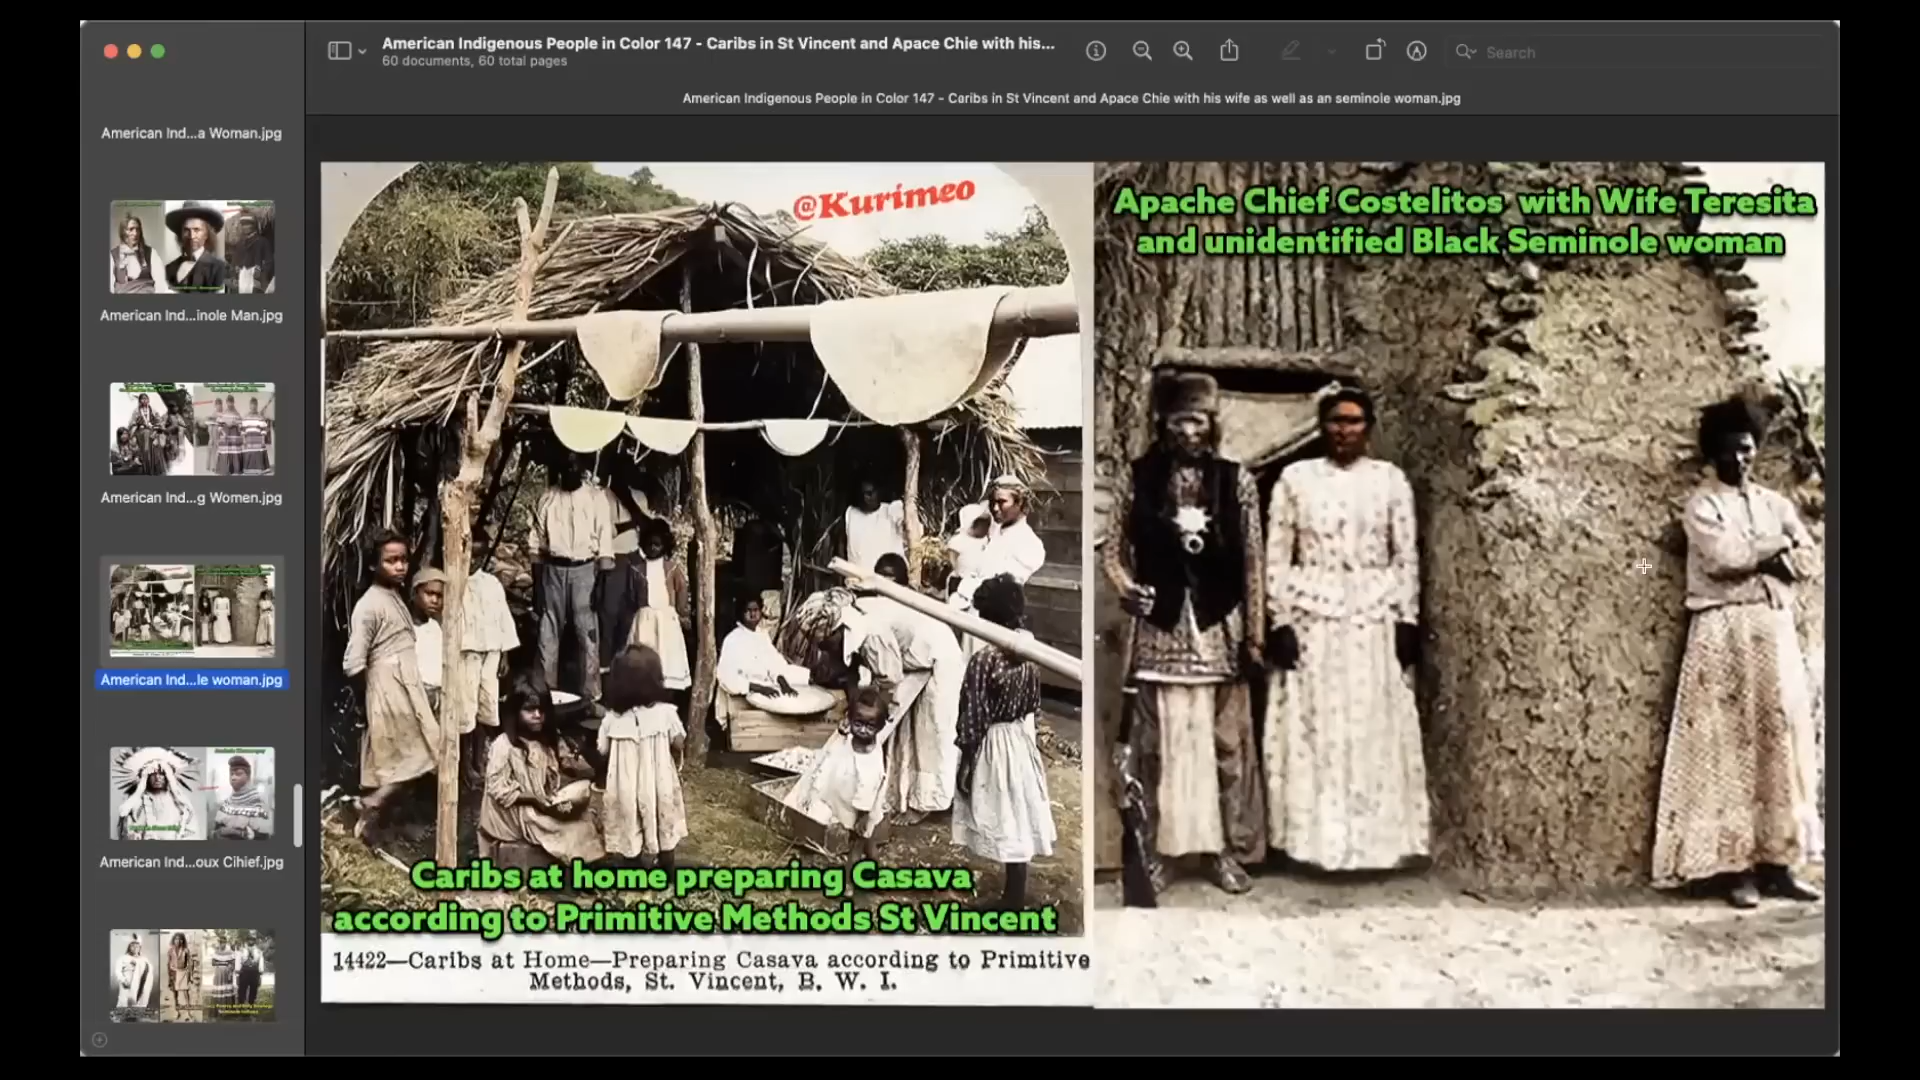 American Indigenous People in Color 147 - Caribs in St Vincent and Apace Chie with his...
60 documents, 60 total pages
Search
American Indigenous People in Color 147 - Caribs in St Vincent and Apace Chie with his wife as well as an seminole woman.jpg
American Ind...a Woman.jpg
American Ind...inole Man.jpg
American Ind...g Women.jpg
American Ind...le woman.jpg
American Ind...oux Cihief.jpg
@Kurimeo
Caribs at home preparing Casava
according to Primitive Methods St Vincent
14422—Caribs at Home—Preparing Casava according to Primitive
Methods, St. Vincent, B. W. I.
Apache Chief Costelitos with Wife Teresita
and unidentified Black Seminole woman